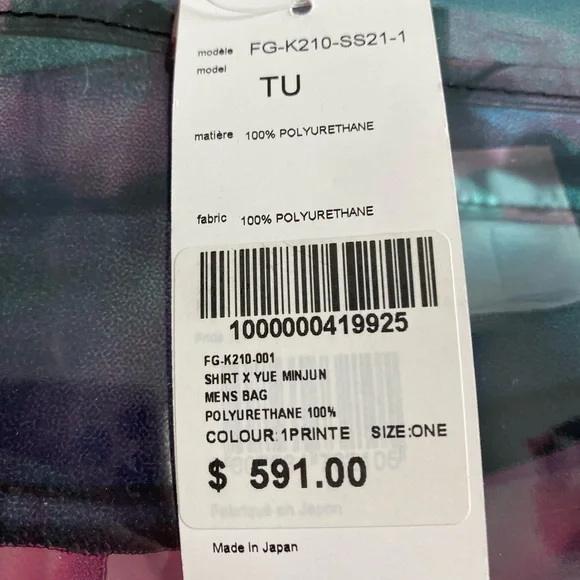 modèle FG-K210-SS21-1
model
TU
matière 100% POLYURETHANE
fabric 100% POLYURETHANE
1000000419925
FG-K210-001
SHIRT X YUE MINJUN
MENS BAG
POLYURETHANE 100%
COLOUR:1PRINTE SIZE:ONE
$ 591.00
Fabriqué en Japon
Made in Japan